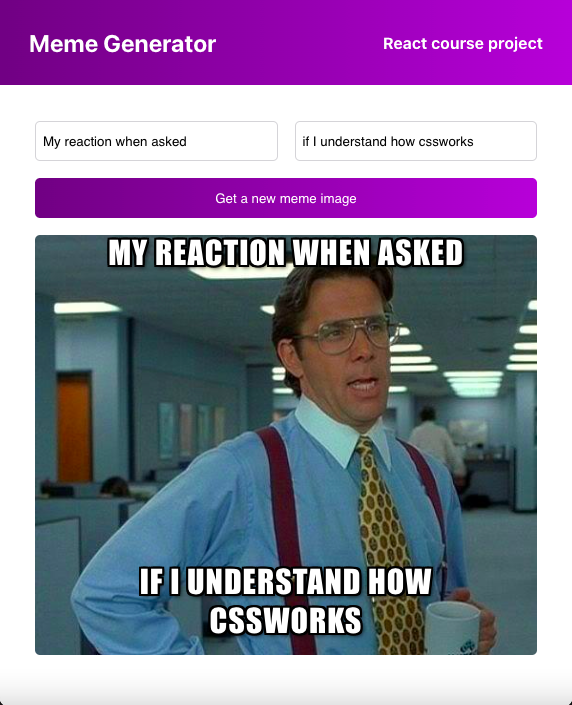 Meme Generator
React course project
My reaction when asked
if I understand how cssworks
Get a new meme image
MY REACTION WHEN ASKED
IF I UNDERSTAND HOW
CSSWORKS